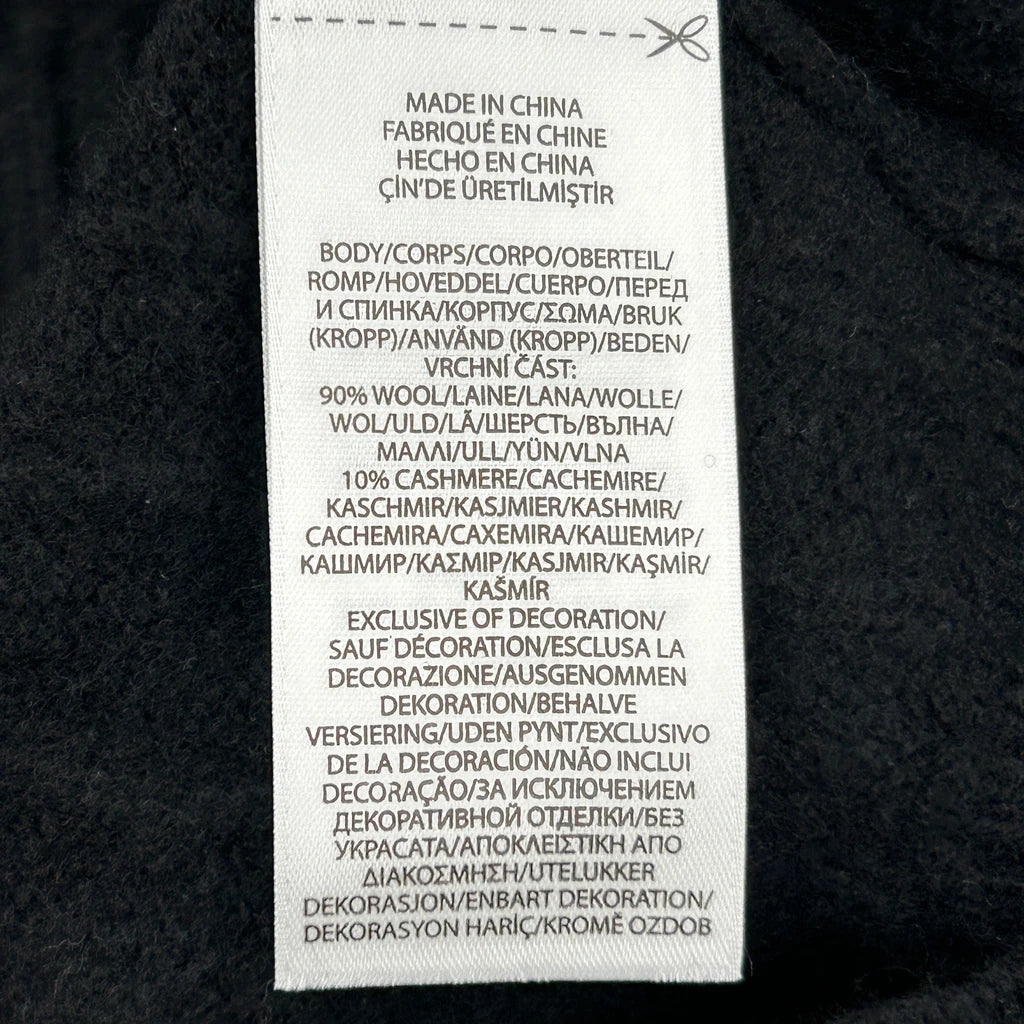 MADE IN CHINA
FABRIQUÉ EN CHINE
HECHO EN CHINA
ÇİN'DE ÜRETİLMİŞTİR
BODY/CORPS/CORPO/OBERTEIL/
ROMP/HOVEDDEL/CUERPO/ПЕРЕД
И СПИНКА/КОРПУС/ΣΩΜΑ/BRUK
(KROPP)/ANVÄND (KROPP)/BEDEN/
VRCHNÍ ČÁST:
90% WOOL/LAINE/LANA/WOLLE/
WOL/ULD/LÃ/ШЕРСТЬ/ВЪЛНА/
ΜΑΛΛΙ/ULL/YÜN/VLNA
10% CASHMERE/CACHEMIRE/
KASCHMIR/KASJMIER/KASHMIR/
CACHEMIRA/CAXEMIRA/КАШЕМИР/
КАШМИР/ΚΑΣΜΙΡ/KASJMIR/KAŞMİR/
KAŠMÍR
EXCLUSIVE OF DECORATION/
SAUF DÉCORATION/ESCLUSA LA
DECORAZIONE/AUSGENOMMEN
DEKORATION/BEHALVE
VERSIERING/UDEN PYNT/EXCLUSIVO
DE LA DECORACIÓN/NÃO INCLUI
DECORAÇÃO/ЗА ИСКЛЮЧЕНИЕМ
ДЕКОРАТИВНОЙ ОТДЕЛКИ/БЕЗ
УКРАСАТА/ΑΠΟΚΛΕΙΣΤΙΚΗ ΑΠΟ
ΔΙΑΚΟΣΜΗΣΗ/UTELUKKER
DEKORASJON/ENBART DEKORATION/
DEKORASYON HARİÇ/KROMĚ OZDOB